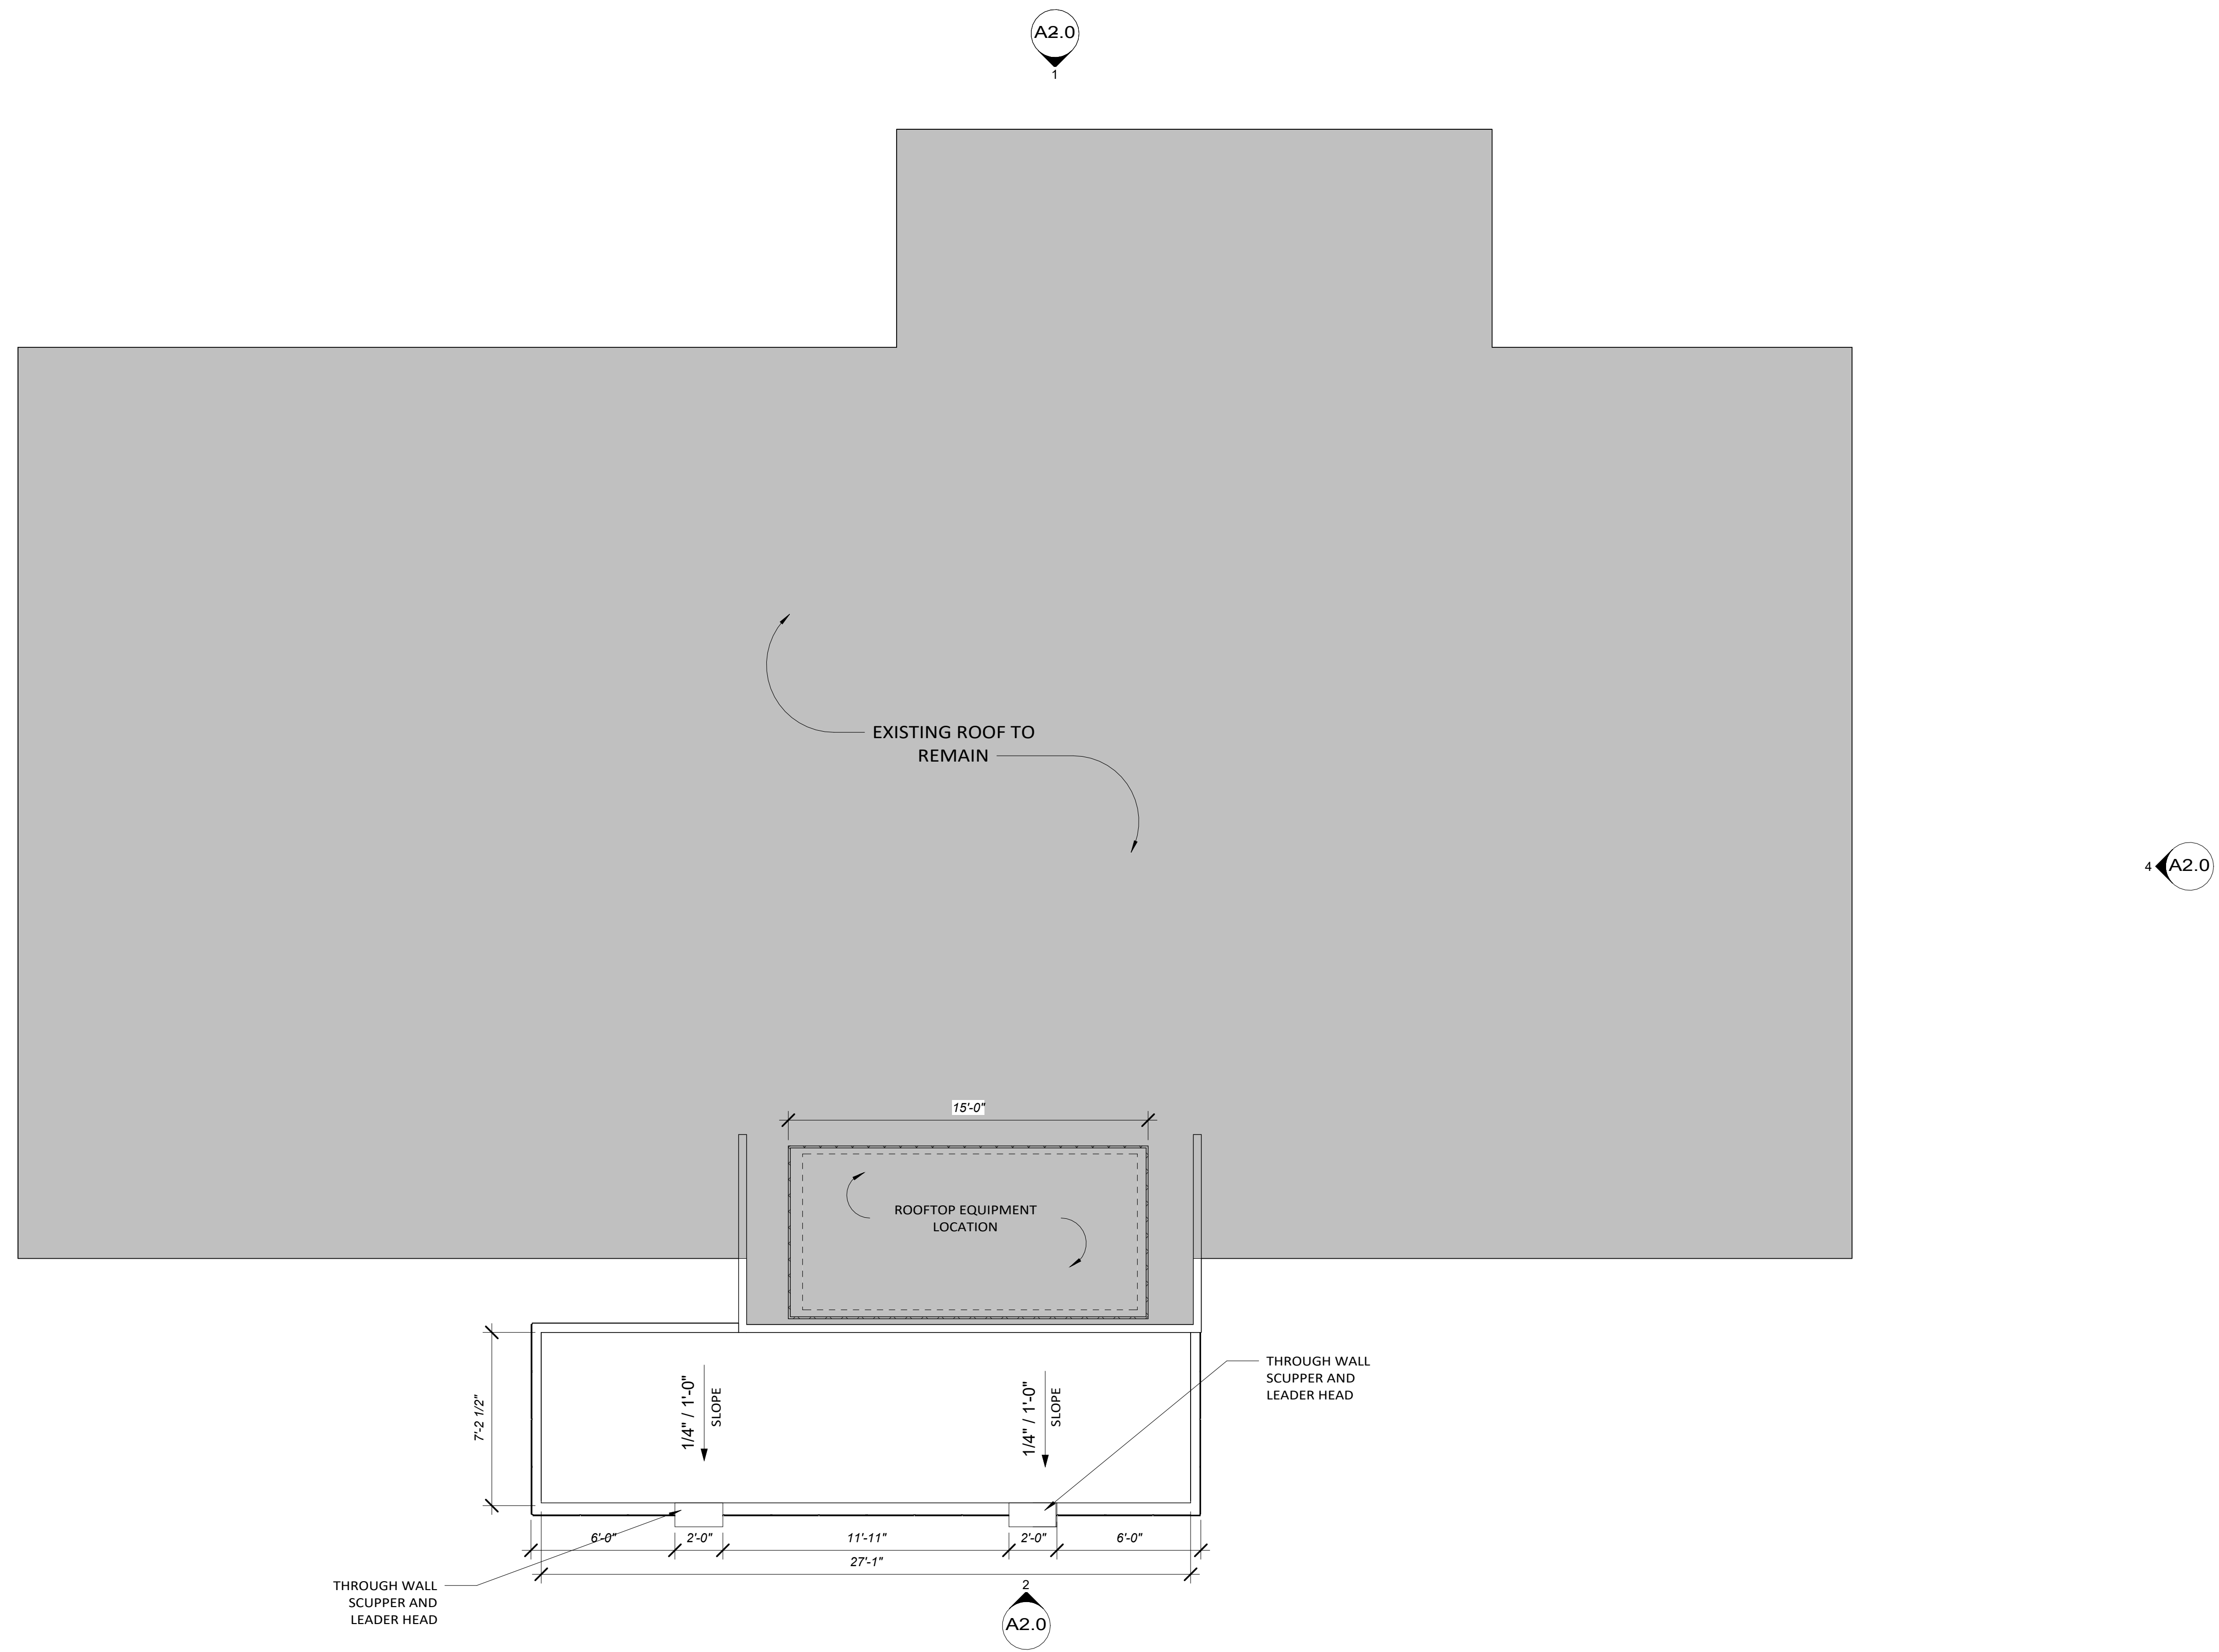 A2.0
1
EXISTING ROOF TO
REMAIN
4
A2.0
15'-0"
ROOFTOP EQUIPMENT
LOCATION
7'-2 1/2"
1/4" / 1'-0"
SLOPE
1/4" / 1'-0"
SLOPE
THROUGH WALL
SCUPPER AND
LEADER HEAD
6'-0"
2'-0"
11'-11"
2'-0"
6'-0"
27'-1"
THROUGH WALL
SCUPPER AND
LEADER HEAD
2
A2.0